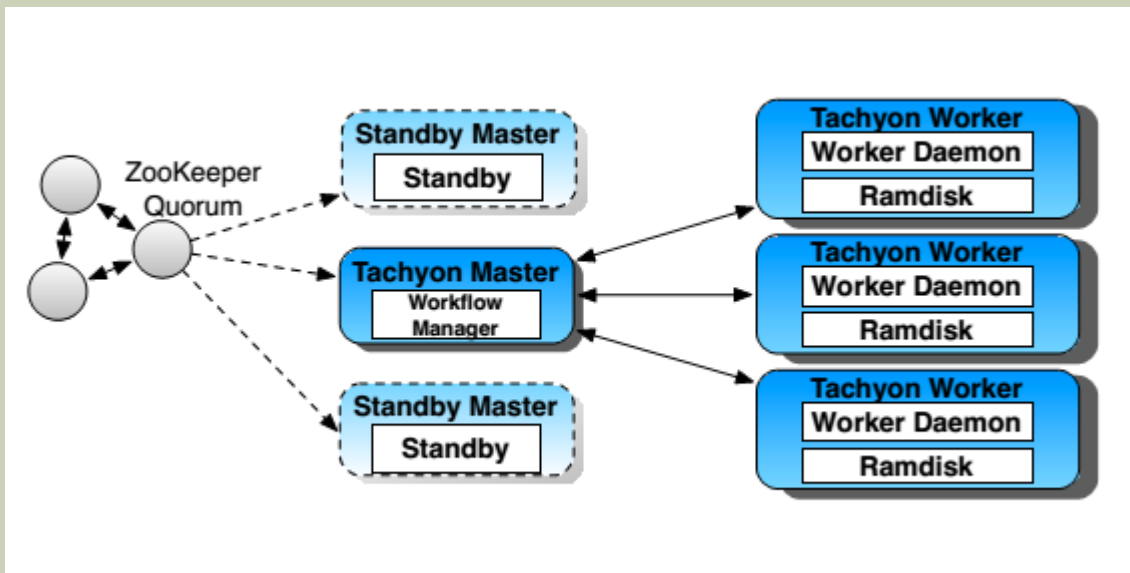 ZooKeeper
Quorum
Standby Master
Standby
Tachyon Master
Workflow
Manager
Standby Master
Standby
Tachyon Worker
Worker Daemon
Ramdisk
Tachyon Worker
Worker Daemon
Ramdisk
Tachyon Worker
Worker Daemon
Ramdisk